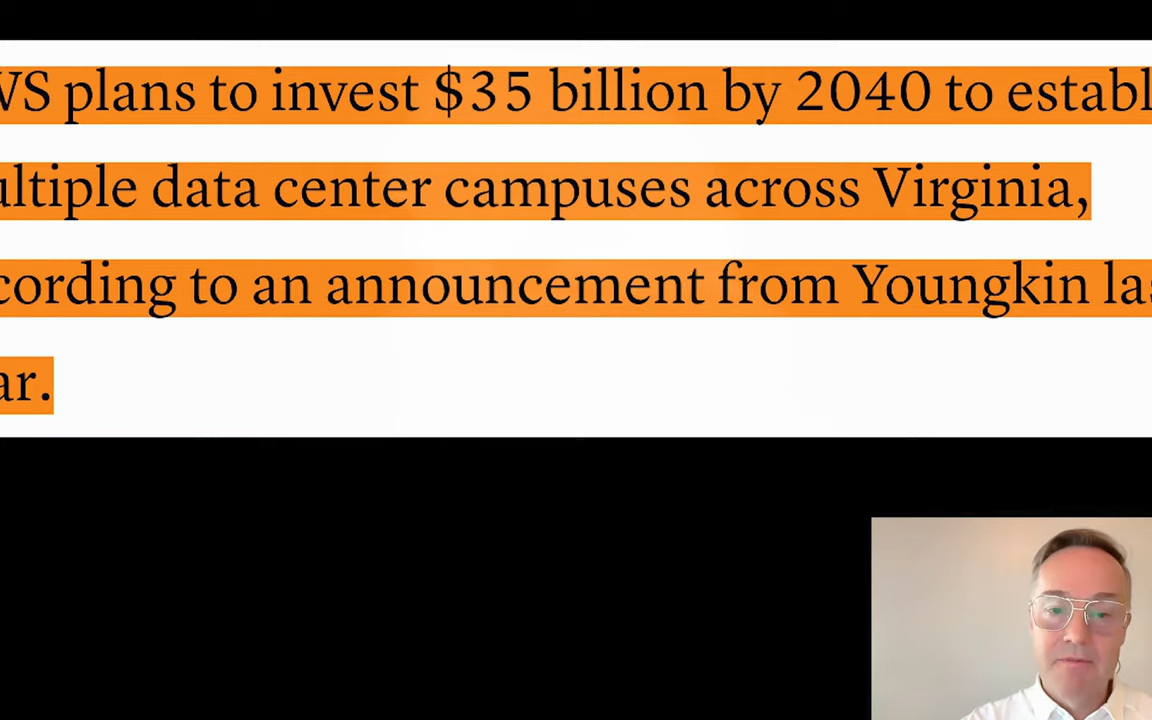 WS plans to invest $35 billion by 2040 to establ
ultiple data center campuses across Virginia,
cording to an announcement from Youngkin las
ar.